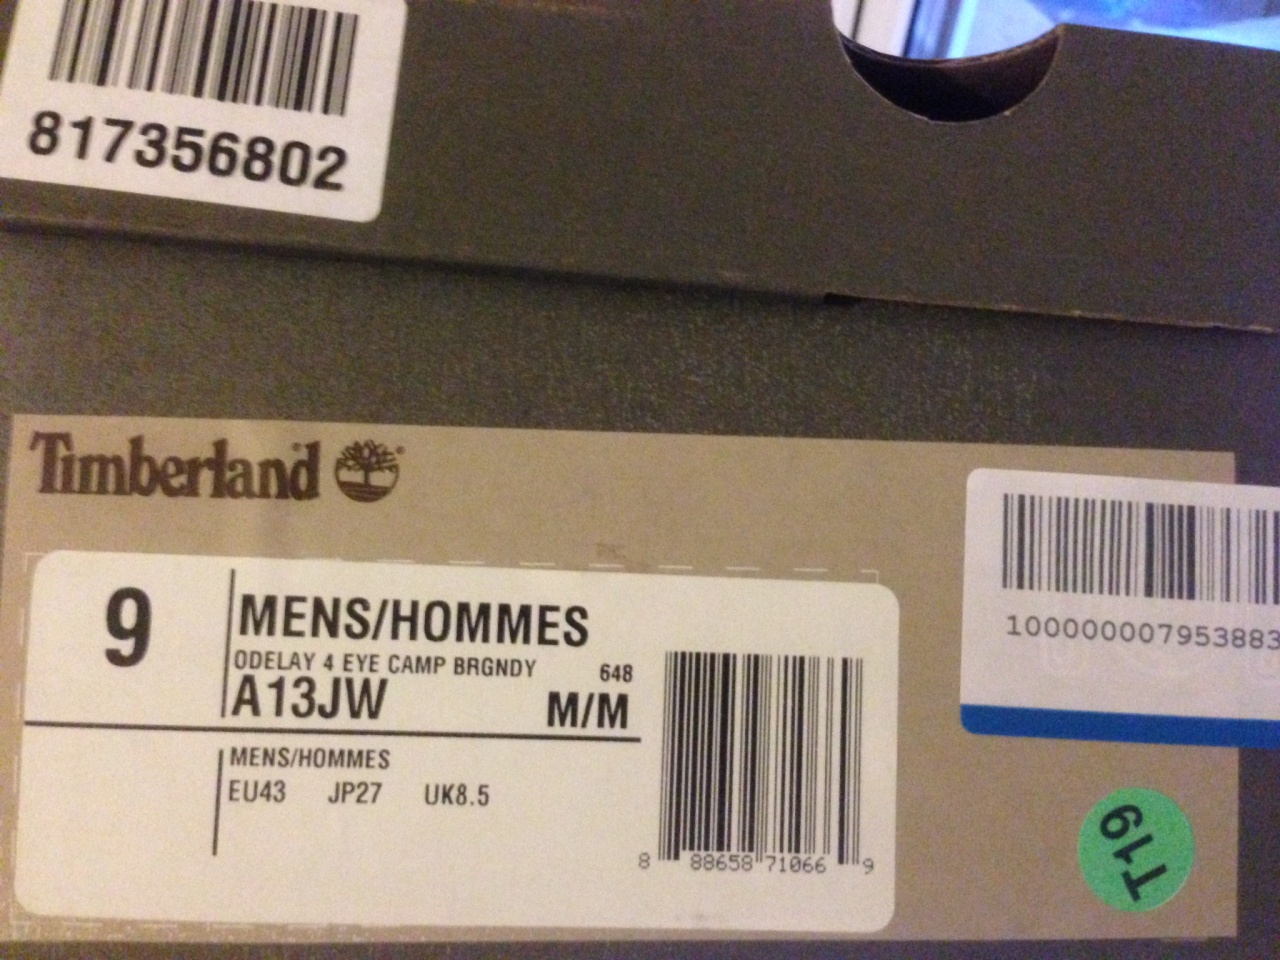 817356802
Timberland
9
MENS/HOMMES
ODELAY 4 EYE CAMP BRGNDY 648
A13JW M/M
MENS/HOMMES
EU43 JP27 UK8.5
8 88658 71066 9
100000007953883
T19